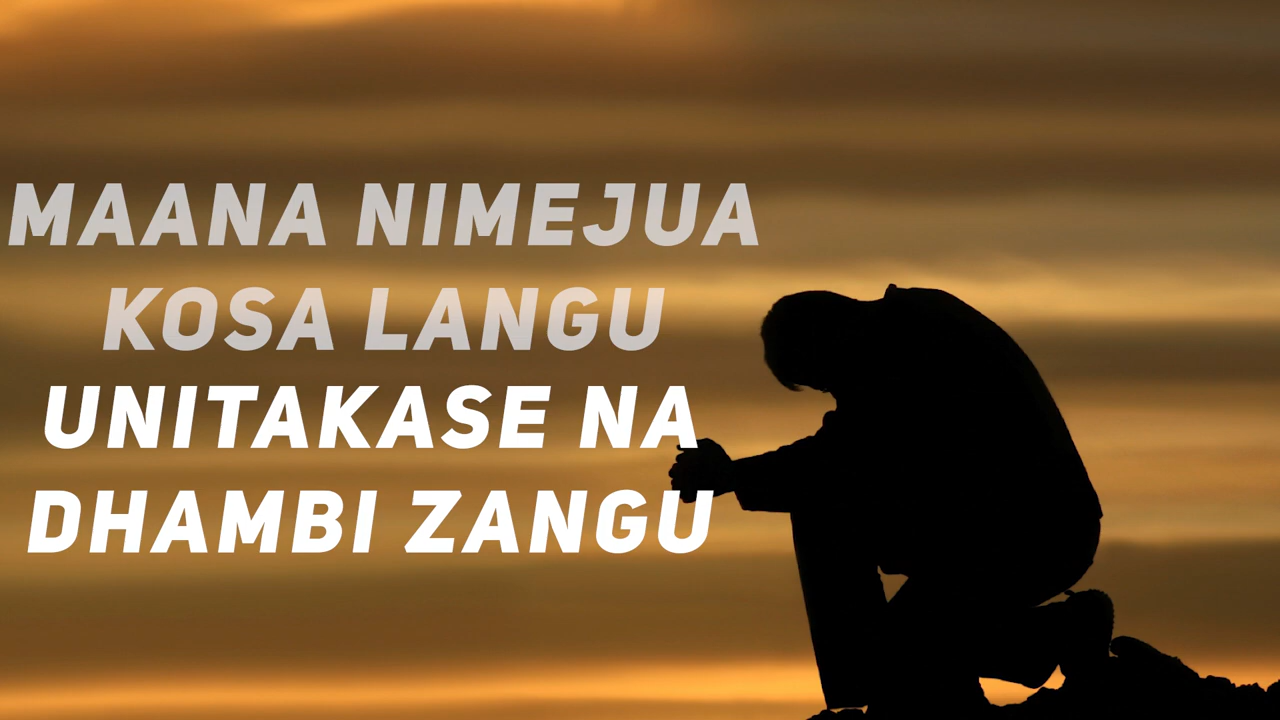 MAANA NIMEJUA
KOSA LANGU
UNITAKASE NA
DHAMBI ZANGU